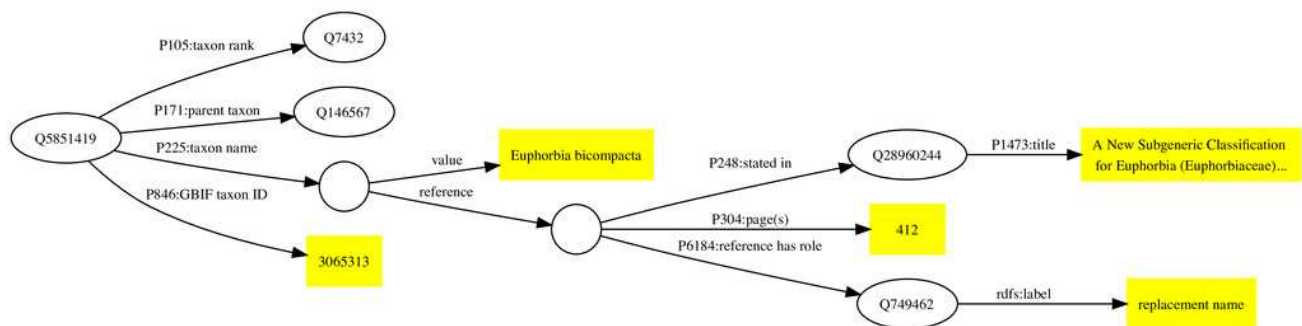 P105:taxon rank
Q7432
P171:parent taxon
Q146567
Q5851419
P225:taxon name
value
Euphorbia bicompacta
P248:stated in
Q28960244
P1473:title
A New Subgeneric Classification
for Euphorbia (Euphorbiaceae)...
P846:GBIF taxon ID
reference
P304:page(s)
412
3065313
P6184:reference has role
Q749462
rdfs:label
replacement name